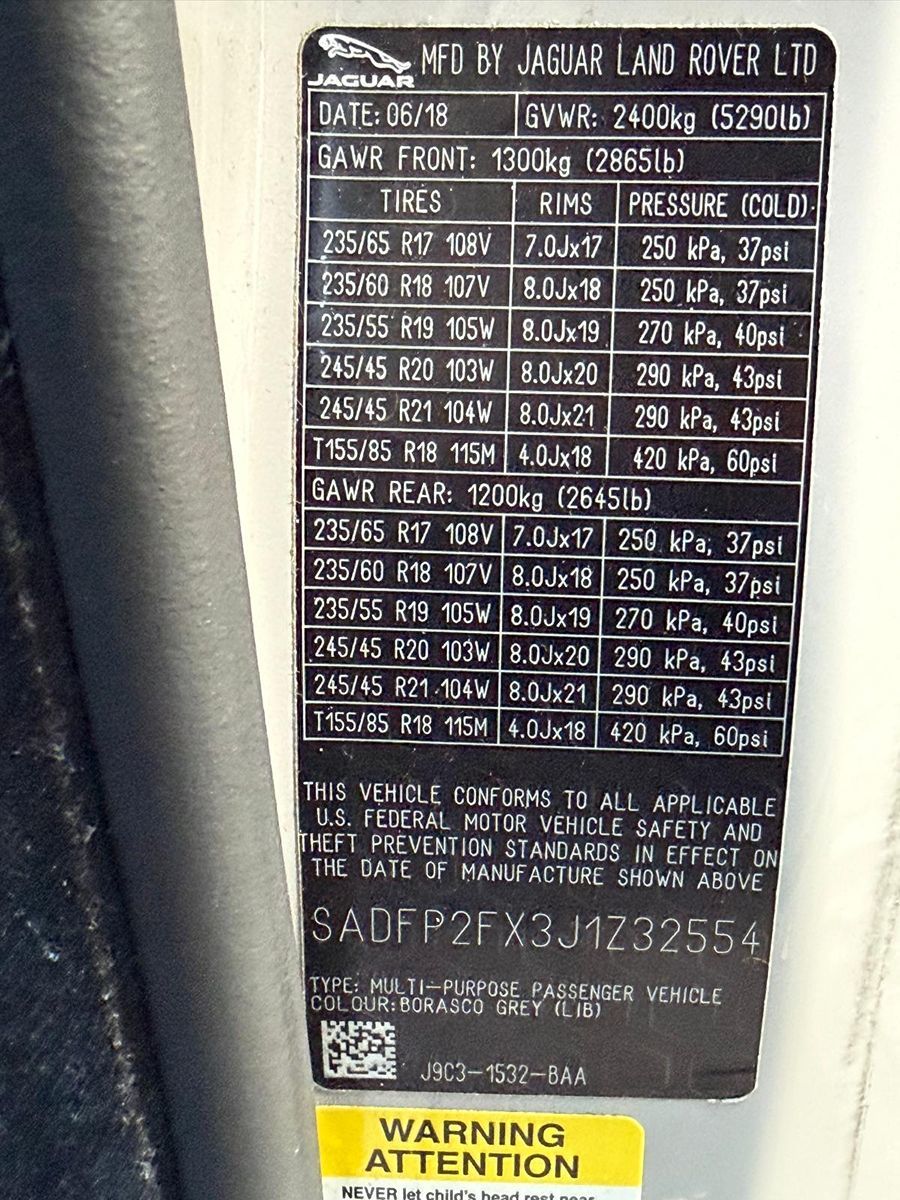 JAGUAR MFD BY JAGUAR LAND ROVER LTD
DATE: 06/18 GVWR: 2400kg (5290lb)
GAWR FRONT: 1300kg (2865lb)
TIRES RIMS PRESSURE (COLD)
235/65 R17 108V 7.0Jx17 250 kPa, 37psi
235/60 R18 107V 8.0Jx18 250 kPa, 37psi
235/55 R19 105W 8.0Jx19 270 kPa, 40psi
245/45 R20 103W 8.0Jx20 290 kPa, 43psi
245/45 R21 104W 8.0Jx21 290 kPa, 43psi
T155/85 R18 115M 4.0Jx18 420 kPa, 60psi
GAWR REAR: 1200kg (2645lb)
235/65 R17 108V 7.0Jx17 250 kPa, 37psi
235/60 R18 107V 8.0Jx18 250 kPa, 37psi
235/55 R19 105W 8.0Jx19 270 kPa, 40psi
245/45 R20 103W 8.0Jx20 290 kPa, 43psi
245/45 R21 104W 8.0Jx21 290 kPa, 43psi
T155/85 R18 115M 4.0Jx18 420 kPa, 60psi
THIS VEHICLE CONFORMS TO ALL APPLICABLE
U.S. FEDERAL MOTOR VEHICLE SAFETY AND
THEFT PREVENTION STANDARDS IN EFFECT ON
THE DATE OF MANUFACTURE SHOWN ABOVE
SADFP2FX3J1Z32554
TYPE: MULTI-PURPOSE PASSENGER VEHICLE
COLOUR: BORASCO GREY (LJB)
J9C3-1532-BAA
WARNING
ATTENTION
NEVER let child's head rest near